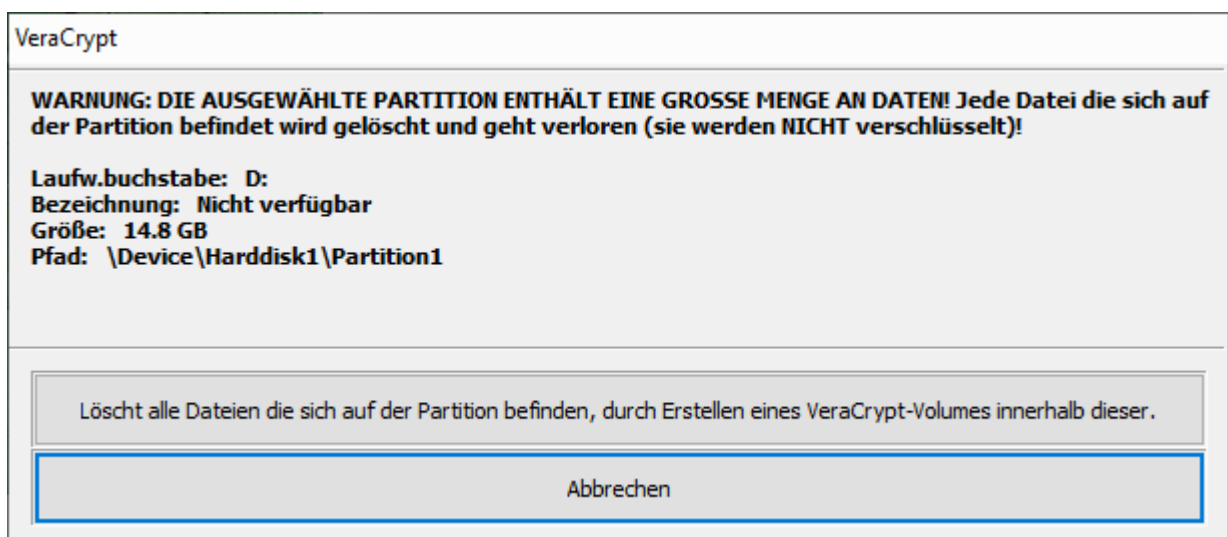 VeraCrypt
WARNUNG: DIE AUSGEWÄHLTE PARTITION ENTHÄLT EINE GROSSE MENGE AN DATEN! Jede Datei die sich auf
der Partition befindet wird gelöscht und geht verloren (sie werden NICHT verschlüsselt)!
Laufw.buchstabe: D:
Bezeichnung: Nicht verfügbar
Größe: 14.8 GB
Pfad: \Device\Harddisk1\Partition1
Löscht alle Dateien die sich auf der Partition befinden, durch Erstellen eines VeraCrypt-Volumes innerhalb dieser.
Abbrechen